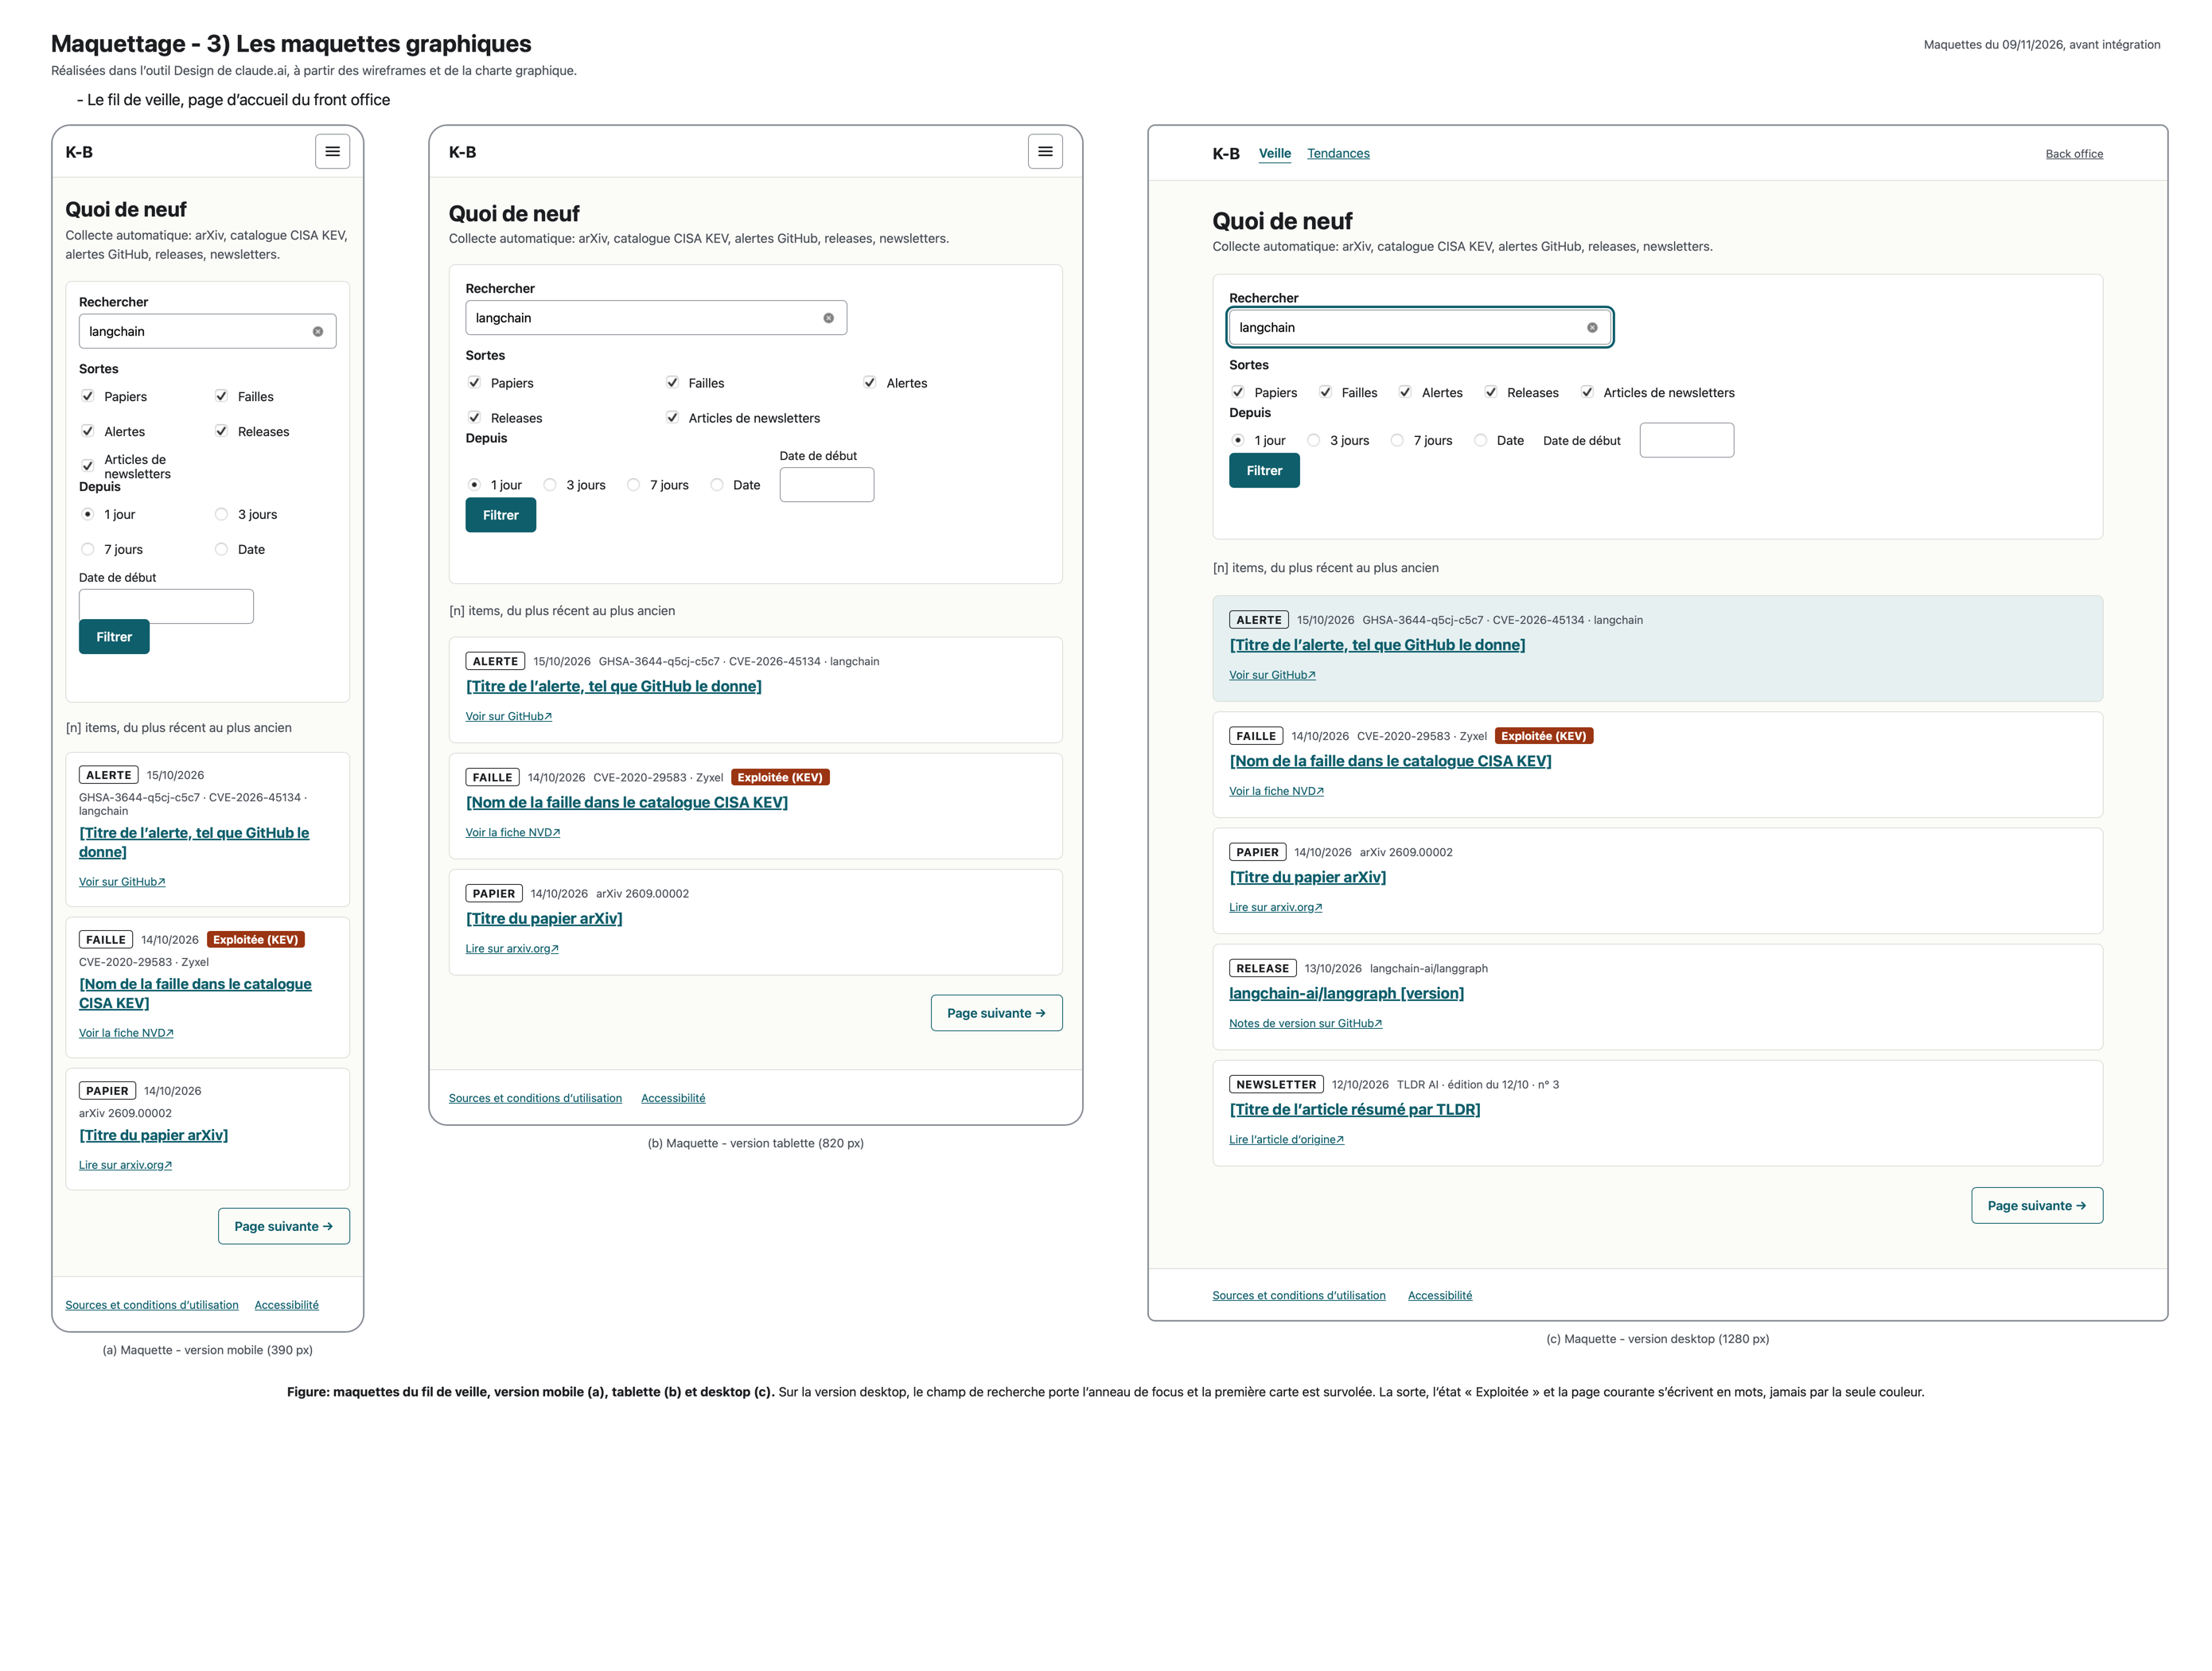 Maquettage - 3) Les maquettes graphiques
Maquettes du 09/11/2026, avant intégration
Réalisées dans l’outil Design de claude.ai, à partir des wireframes et de la charte graphique.
- Le fil de veille, page d’accueil du front office
K-B
Quoi de neuf
Collecte automatique: arXiv, catalogue CISA KEV,
alertes GitHub, releases, newsletters.
Rechercher
langchain
Sortes
Papiers
Failles
Alertes
Releases
Articles de
newsletters
Depuis
1 jour
3 jours
7 jours
Date
Date de début
Filtrer
[n] items, du plus récent au plus ancien
ALERTE 15/10/2026
GHSA-3644-q5cj-c5c7 · CVE-2026-45134 ·
langchain
[Titre de l’alerte, tel que GitHub le
donne]
Voir sur GitHub↗
FAILLE 14/10/2026 Exploitée (KEV)
CVE-2020-29583 · Zyxel
[Nom de la faille dans le catalogue
CISA KEV]
Voir la fiche NVD↗
PAPIER 14/10/2026
arXiv 2609.00002
[Titre du papier arXiv]
Lire sur arxiv.org↗
Page suivante →
Sources et conditions d’utilisation Accessibilité
(a) Maquette - version mobile (390 px)
K-B
Quoi de neuf
Collecte automatique: arXiv, catalogue CISA KEV, alertes GitHub, releases, newsletters.
Rechercher
langchain
Sortes
Papiers Failles Alertes
Releases Articles de newsletters
Depuis
Date de début
1 jour 3 jours 7 jours Date
Filtrer
[n] items, du plus récent au plus ancien
ALERTE 15/10/2026 GHSA-3644-q5cj-c5c7 · CVE-2026-45134 · langchain
[Titre de l’alerte, tel que GitHub le donne]
Voir sur GitHub↗
FAILLE 14/10/2026 CVE-2020-29583 · Zyxel Exploitée (KEV)
[Nom de la faille dans le catalogue CISA KEV]
Voir la fiche NVD↗
PAPIER 14/10/2026 arXiv 2609.00002
[Titre du papier arXiv]
Lire sur arxiv.org↗
Page suivante →
Sources et conditions d’utilisation Accessibilité
(b) Maquette - version tablette (820 px)
K-B Veille Tendances Back office
Quoi de neuf
Collecte automatique: arXiv, catalogue CISA KEV, alertes GitHub, releases, newsletters.
Rechercher
langchain
Sortes
Papiers Failles Alertes Releases Articles de newsletters
Depuis
1 jour 3 jours 7 jours Date Date de début
Filtrer
[n] items, du plus récent au plus ancien
ALERTE 15/10/2026 GHSA-3644-q5cj-c5c7 · CVE-2026-45134 · langchain
[Titre de l’alerte, tel que GitHub le donne]
Voir sur GitHub↗
FAILLE 14/10/2026 CVE-2020-29583 · Zyxel Exploitée (KEV)
[Nom de la faille dans le catalogue CISA KEV]
Voir la fiche NVD↗
PAPIER 14/10/2026 arXiv 2609.00002
[Titre du papier arXiv]
Lire sur arxiv.org↗
RELEASE 13/10/2026 langchain-ai/langgraph
langchain-ai/langgraph [version]
Notes de version sur GitHub↗
NEWSLETTER 12/10/2026 TLDR AI · édition du 12/10 · n° 3
[Titre de l’article résumé par TLDR]
Lire l’article d’origine↗
Page suivante →
Sources et conditions d’utilisation Accessibilité
(c) Maquette - version desktop (1280 px)
Figure: maquettes du fil de veille, version mobile (a), tablette (b) et desktop (c). Sur la version desktop, le champ de recherche porte l’anneau de focus et la première carte est survolée. La sorte, l’état « Exploitée » et la page courante s’écrivent en mots, jamais par la seule couleur.